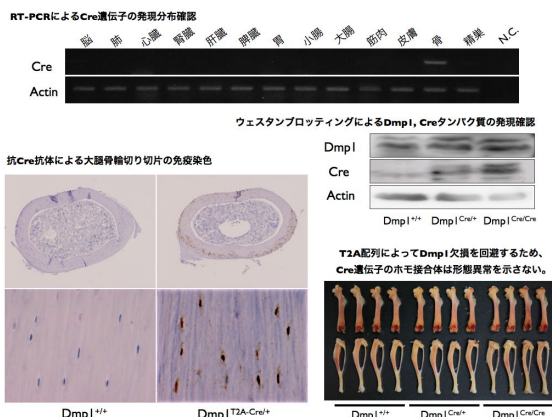 RT-PCRによるCre遺伝子の発現分布確認
脳 肺 心臓 腎臓 肝臓 脾臓 胃 小腸 大腸 筋肉 皮膚 骨 精巣 N.C.
Cre
Actin
ウェスタンブロッティングによるDmp1, Creタンパク質の発現確認
Dmp1
Cre
Actin
Dmp1+/+ Dmp1Cre/+ Dmp1Cre/Cre
抗Cre抗体による大腿骨輪切り切片の免疫染色
Dmp1+/+ Dmp1T2A-Cre/+
T2A配列によってDmp1欠損を回避するため、
Cre遺伝子のホモ接合体は形態異常を示さない。
Dmp1+/+ Dmp1Cre/+ Dmp1Cre/Cre